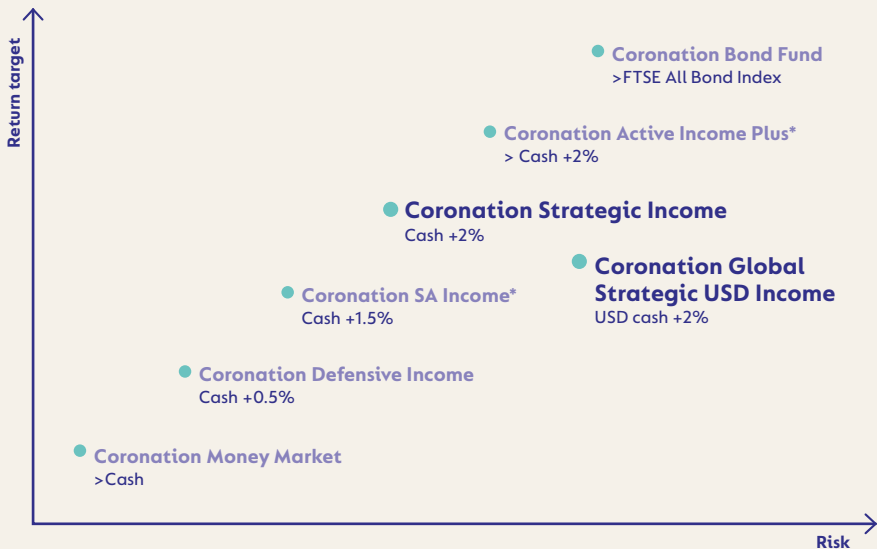 Return target
Coronation Bond Fund
>FTSE All Bond Index
Coronation Active Income Plus*
> Cash +2%
Coronation Strategic Income
Cash +2%
Coronation Global
Strategic USD Income
USD cash +2%
Coronation SA Income*
Cash +1.5%
Coronation Defensive Income
Cash +0.5%
Coronation Money Market
>Cash
Risk